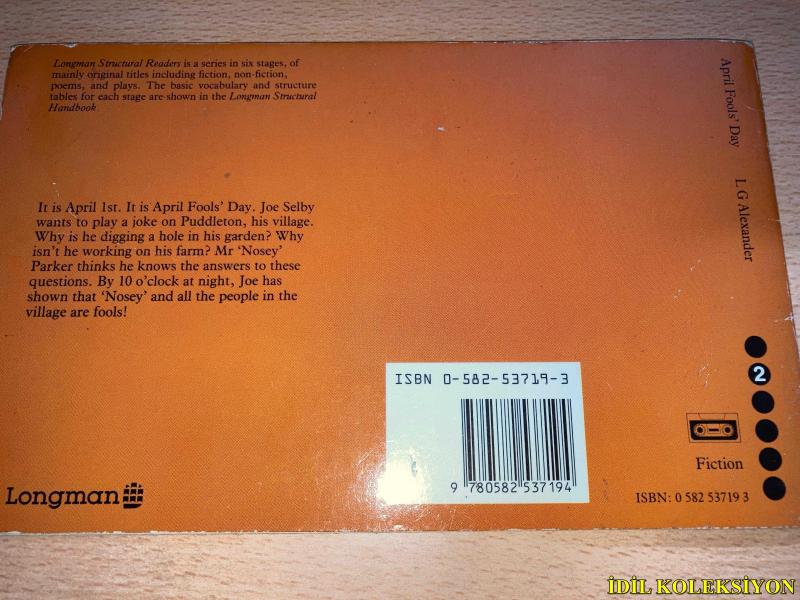 Longman Structural Readers is a series in six stages, of
mainly original titles including fiction, non-fiction,
poems, and plays. The basic vocabulary and structure
tables for each stage are shown in the Longman Structural
Handbook
It is April 1st. It is April Fools' Day. Joe Selby
wants to play a joke on Puddleton, his village.
Why is he digging a hole in his garden? Why
isn't he working on his farm? Mr 'Nosey'
Parker thinks he knows the answers to these
questions. By 10 o'clock at night, Joe has
shown that 'Nosey' and all the people in the
village are fools!
April Fools' Day
L G Alexander
2
ISBN 0-582-53719-3
9 780582 537194
Fiction
ISBN: 0 582 53719 3
Longman
İDİL KOLEKSİYON